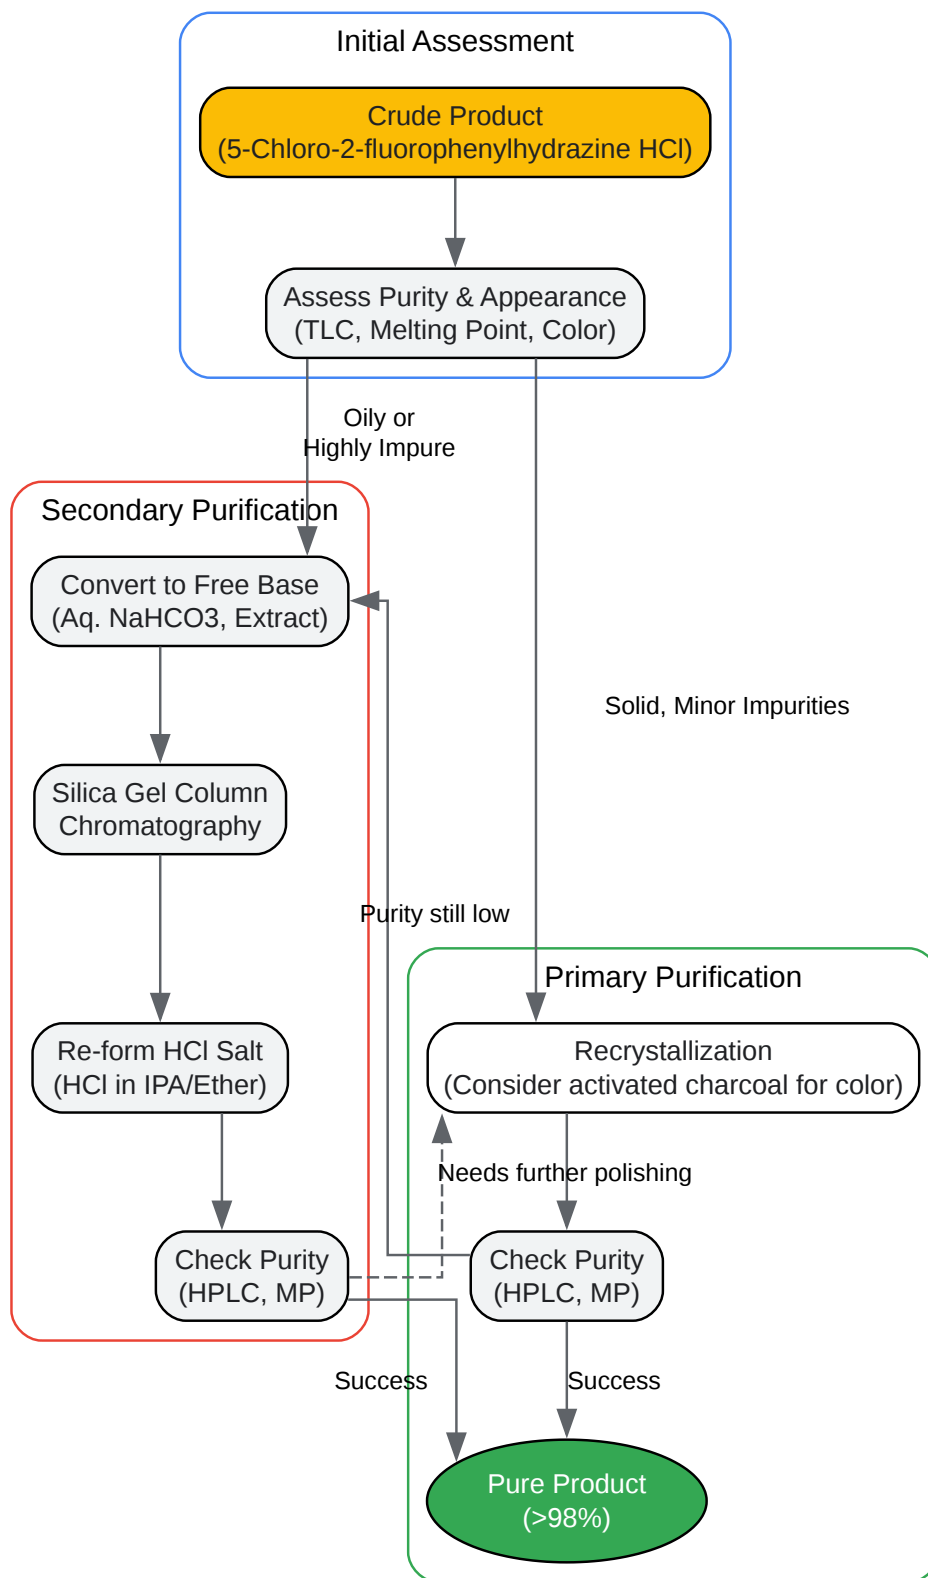 Initial Assessment
Crude Product
(5-Chloro-2-fluorophenylhydrazine HCl)
Assess Purity & Appearance
(TLC, Melting Point, Color)
Oily or
Highly Impure
Secondary Purification
Convert to Free Base
(Aq. NaHCO3, Extract)
Solid, Minor Impurities
Silica Gel Column
Chromatography
Purity still low
Primary Purification
Re-form HCl Salt
(HCl in IPA/Ether)
Recrystallization
(Consider activated charcoal for color)
Needs further polishing
Check Purity
(HPLC, MP)
Check Purity
(HPLC, MP)
Success
Success
Pure Product
(>98%)